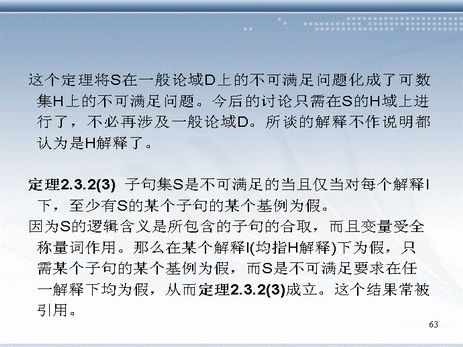 这个定理将S在一般论域D上的不可满足问题化成了可数
集H上的不可满足问题。今后的讨论只需在S的H域上进
行了，不必再涉及一般论域D。所谈的解释不作说明都
认为是H解释了。
定理2.3.2(3) 子句集S是不可满足的当且仅当对每个解释I
下，至少有S的某个子句的某个基例为假。
因为S的逻辑含义是所包含的子句的合取，而且变量受全
称量词作用。那么在某个解释I(均指H解释)下为假，只
需某个子句的某个基例为假，而S是不可满足要求在任
一解释下均为假，从而定理2.3.2(3)成立。这个结果常被
引用。
63